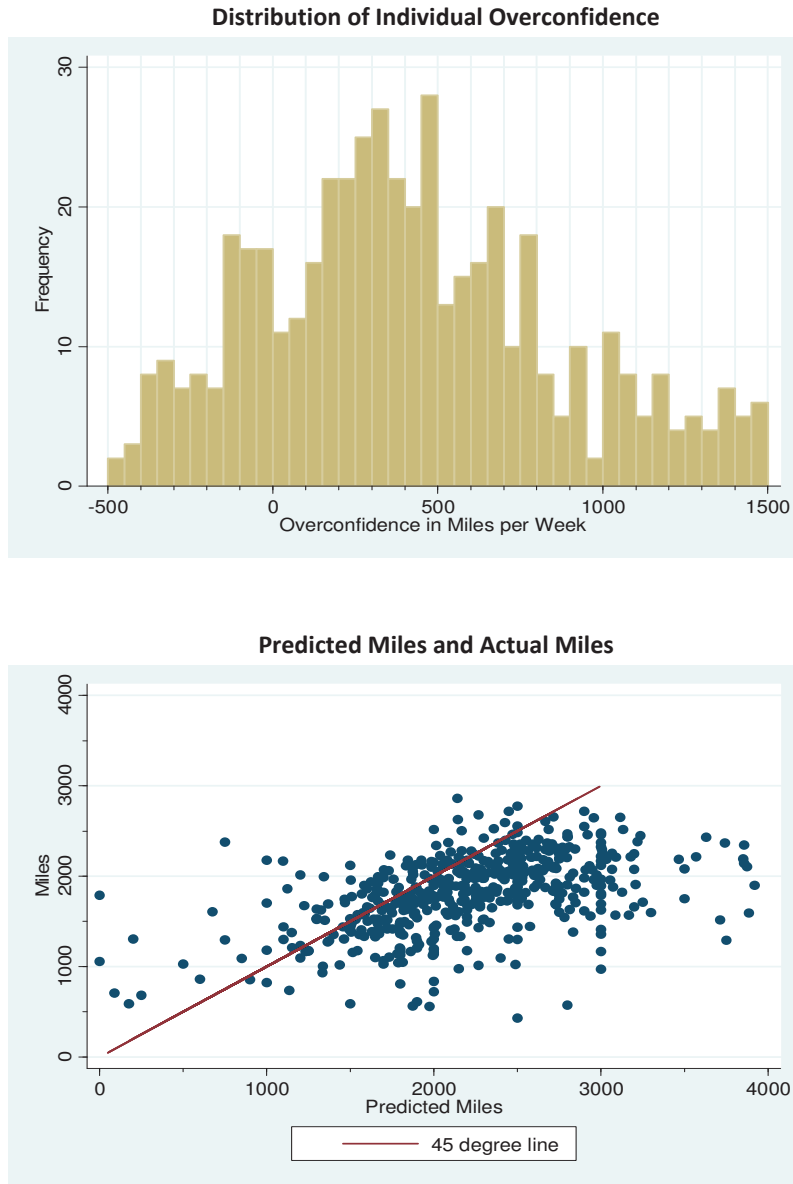 Distribution of Individual Overconfidence
30
20
10
0
Frequency
-500 0 500 1000 1500
Overconfidence in Miles per Week
Predicted Miles and Actual Miles
4000
3000
2000
1000
0
Miles
0 1000 2000 3000 4000
Predicted Miles
45 degree line